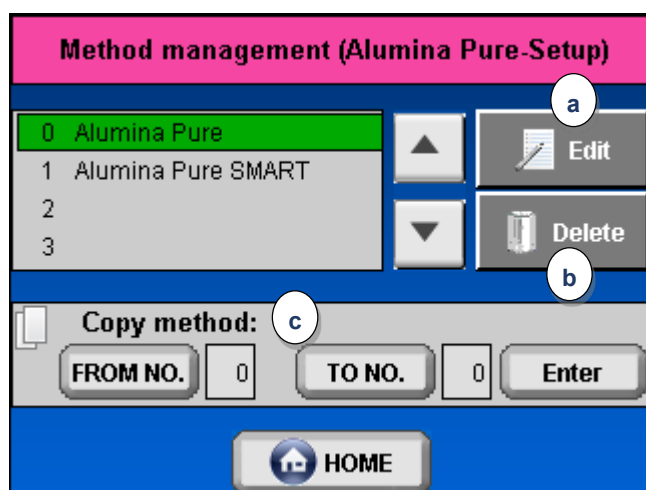 Method management (Alumina Pure-Setup)
a
0 Alumina Pure
Edit
1 Alumina Pure SMART
2
Delete
3
b
Copy method: c
FROM NO. 0 TO NO. 0 Enter
HOME